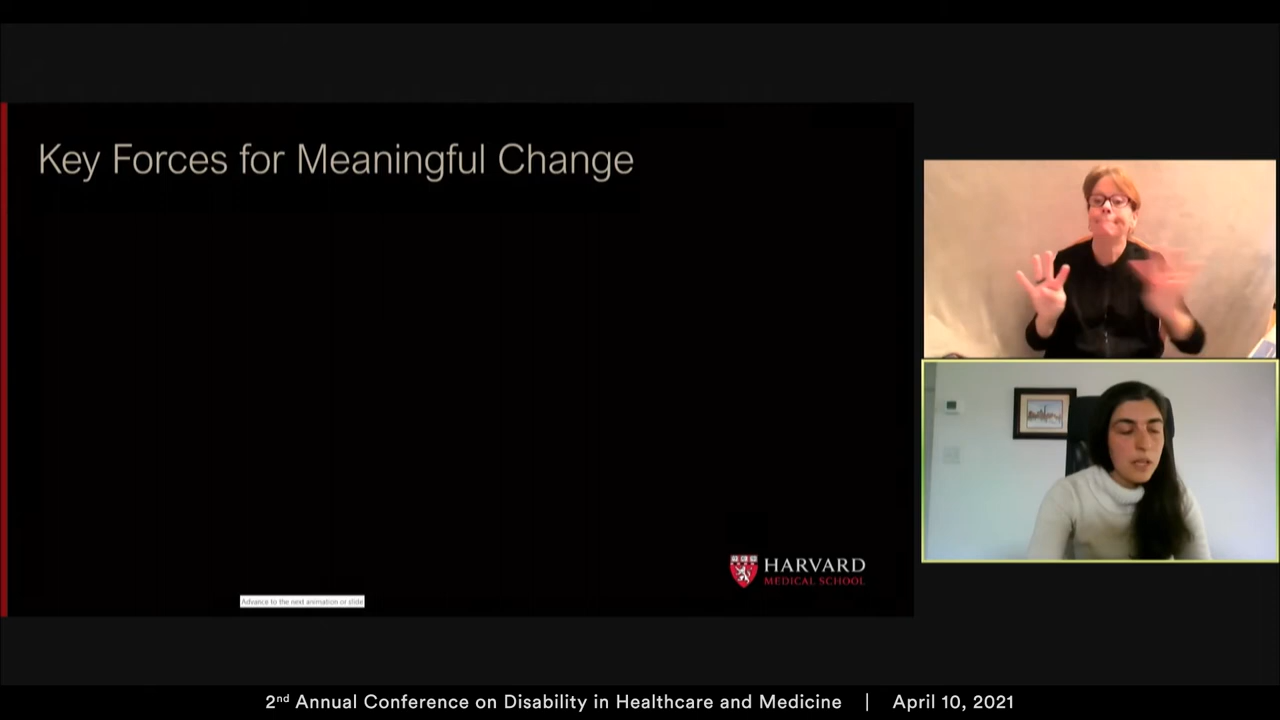 Key Forces for Meaningful Change
HARVARD
MEDICAL SCHOOL
Advance to the next animation or slide
2nd Annual Conference on Disability in Healthcare and Medicine | April 10, 2021